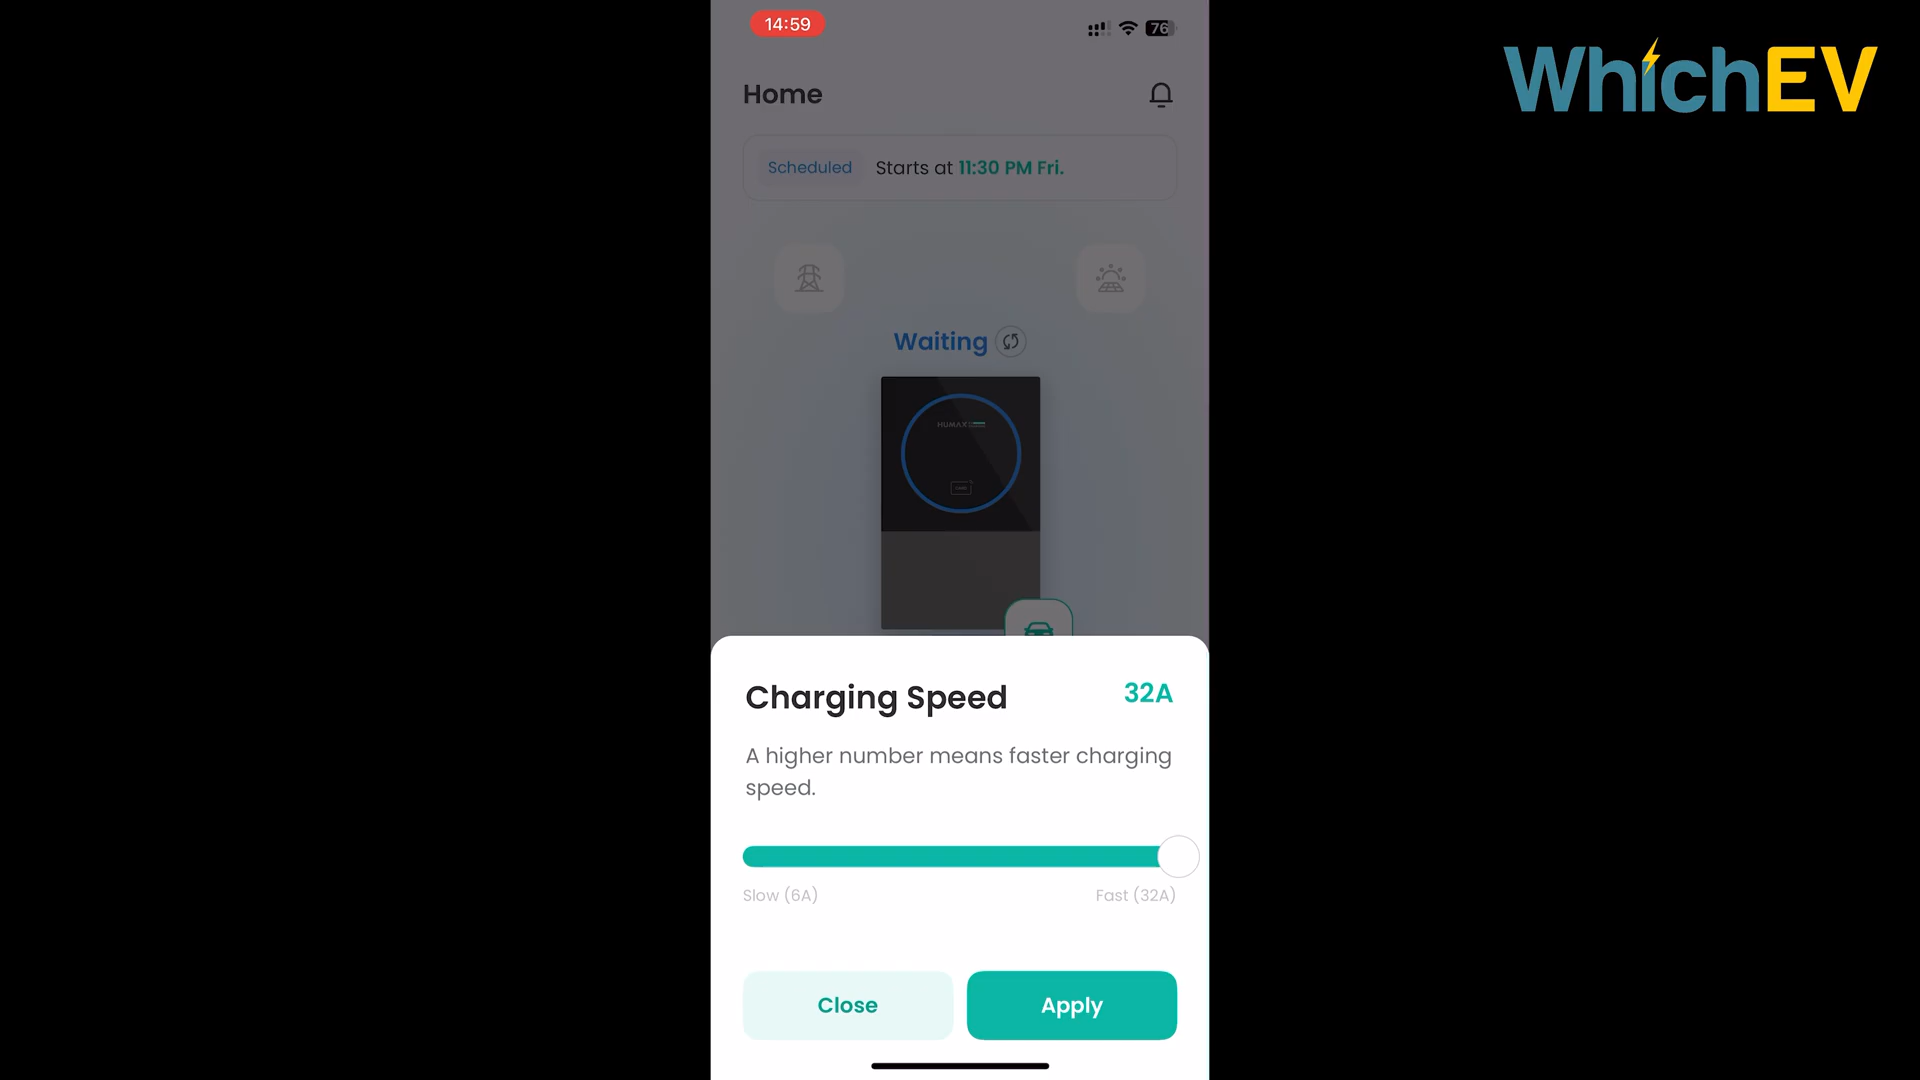 14:59
76
WhichEV
Home
Scheduled Starts at 11:30 PM Fri.
Waiting
HUMAX
Charging Speed 32A
A higher number means faster charging
speed.
Slow (6A) Fast (32A)
Close Apply